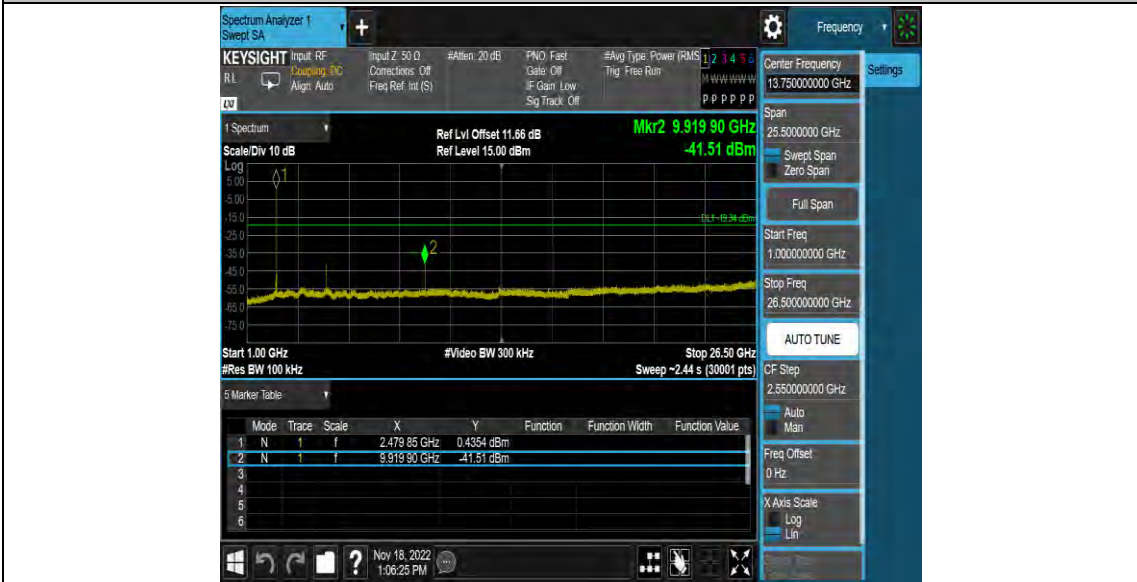 Spectrum Analyzer 1
Swept SA
+
Frequency
KEYSIGHT Input: RF Input Z: 50 Ω #Atten: 20 dB PNO: Fast #Avg Type: Power (RMS 1 2 3 4 5 6
R L Coupling: DC Corrections: Off Gate: Off Trig: Free Run M W W W W W
Align: Auto Freq Ref: Int (S) IF Gain: Low
LXI Sig Track: Off P P P P P P
Center Frequency
13.750000000 GHz
Settings
1 Spectrum
Ref Lvl Offset 11.66 dB
Mkr2 9.919 90 GHz
Scale/Div 10 dB
Ref Level 15.00 dBm
-41.51 dBm
Span
25.5000000 GHz
Swept Span
Zero Span
Full Span
Start Freq
1.000000000 GHz
Stop Freq
26.500000000 GHz
AUTO TUNE
CF Step
2.550000000 GHz
Auto
Man
Freq Offset
0 Hz
X Axis Scale
Log
Lin
Log
5.00
1
-5.00
-15.0
DL1 -19.34 dBm
-25.0
2
-35.0
-45.0
-55.0
-65.0
-75.0
Start 1.00 GHz #Video BW 300 kHz Stop 26.50 GHz
#Res BW 100 kHz Sweep ~2.44 s (30001 pts)
5 Marker Table
Mode Trace Scale X Y Function Function Width Function Value
1 N 1 f 2.479 85 GHz 0.4354 dBm
2 N 1 f 9.919 90 GHz -41.51 dBm
3
4
5
6
? Nov 18, 2022
1:06:25 PM